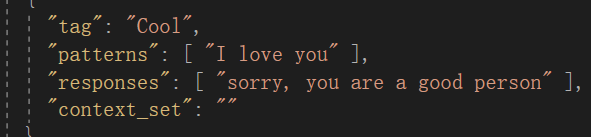 {
"tag": "Cool",
"patterns": [ "I love you" ],
"responses": [ "sorry, you are a good person" ],
"context_set": ""
}